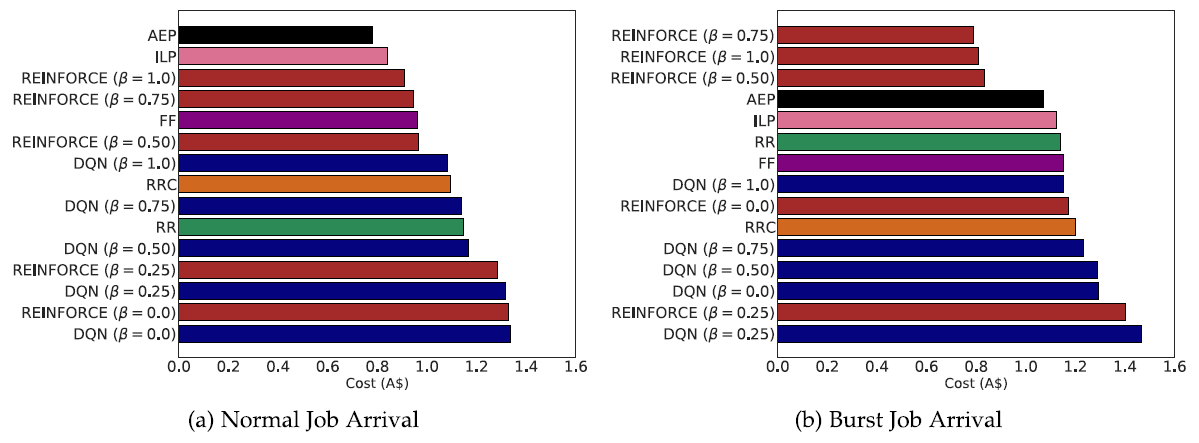 AEP
ILP
REINFORCE (β = 1.0)
REINFORCE (β = 0.75)
FF
REINFORCE (β = 0.50)
DQN (β = 1.0)
RRC
DQN (β = 0.75)
RR
DQN (β = 0.50)
REINFORCE (β = 0.25)
DQN (β = 0.25)
REINFORCE (β = 0.0)
DQN (β = 0.0)
0.0 0.2 0.4 0.6 0.8 1.0 1.2 1.4 1.6
Cost (A$)
(a) Normal Job Arrival
REINFORCE (β = 0.75)
REINFORCE (β = 1.0)
REINFORCE (β = 0.50)
AEP
ILP
RR
FF
DQN (β = 1.0)
REINFORCE (β = 0.0)
RRC
DQN (β = 0.75)
DQN (β = 0.50)
DQN (β = 0.0)
REINFORCE (β = 0.25)
DQN (β = 0.25)
0.0 0.2 0.4 0.6 0.8 1.0 1.2 1.4 1.6
Cost (A$)
(b) Burst Job Arrival